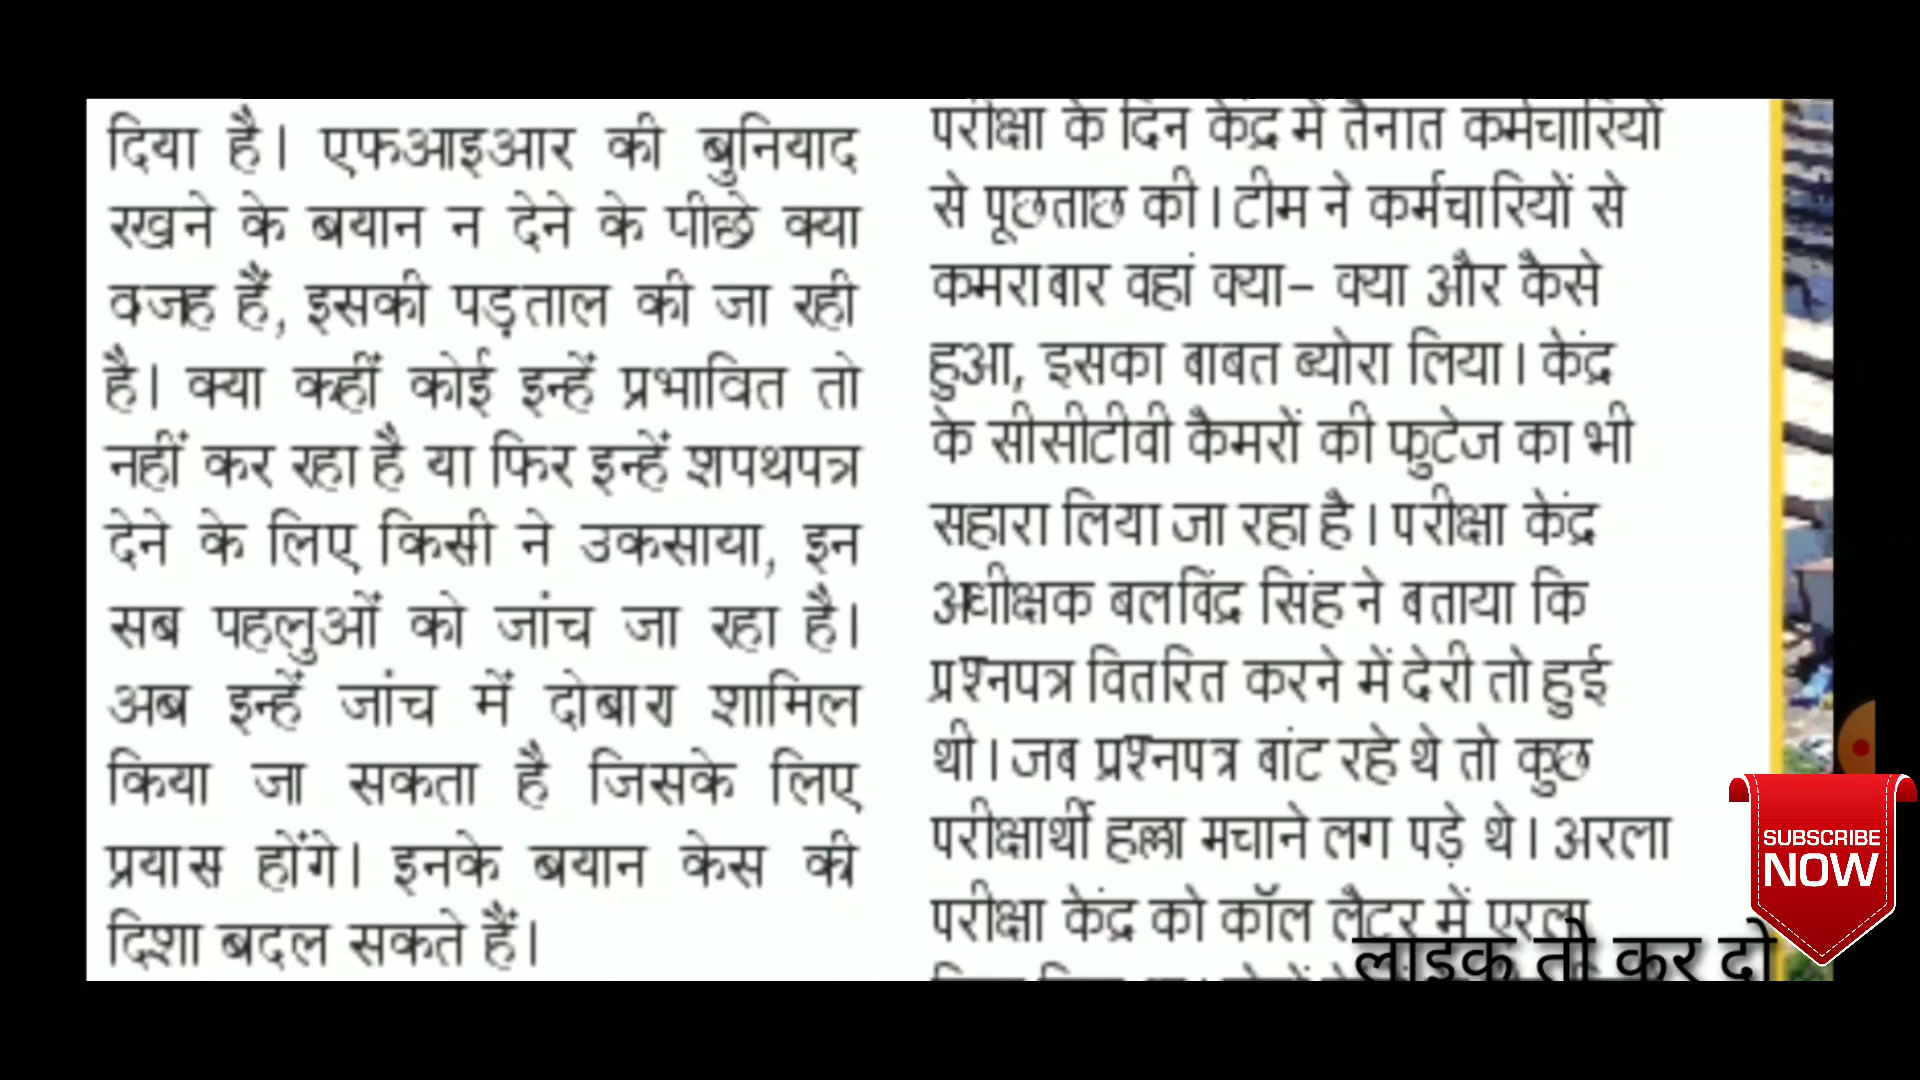 दिया है। एफआइआर की बुनियाद
रखने के बयान न देने के पीछे क्या
वजह हैं, इसकी पड़ताल की जा रही
है। क्या कहीं कोई इन्हें प्रभावित तो
नहीं कर रहा है या फिर इन्हें शपथपत्र
देने के लिए किसी ने उकसाया, इन
सब पहलुओं को जांच जा रहा है।
अब इन्हें जांच में दोबारा शामिल
किया जा सकता है जिसके लिए
प्रयास होंगे। इनके बयान केस की
दिशा बदल सकते हैं।
परीक्षा के दिन केंद्र में तैनात कर्मचारियों
से पूछताछ की। टीम ने कर्मचारियों से
कमराबार वहां क्या- क्या और कैसे
हुआ, इसका बाबत ब्योरा लिया। केंद्र
के सीसीटीवी कैमरों की फुटेज का भी
सहारा लिया जा रहा है। परीक्षा केंद्र
अधीक्षक बलविंद्र सिंह ने बताया कि
प्रश्नपत्र वितरित करने में देरी तो हुई
थी। जब प्रश्नपत्र बांट रहे थे तो कुछ
परीक्षार्थी हल्ला मचाने लग पड़े थे। अरला
परीक्षा केंद्र को कॉल लैटर में एरला
लाइक तो कर दो
SUBSCRIBE
NOW